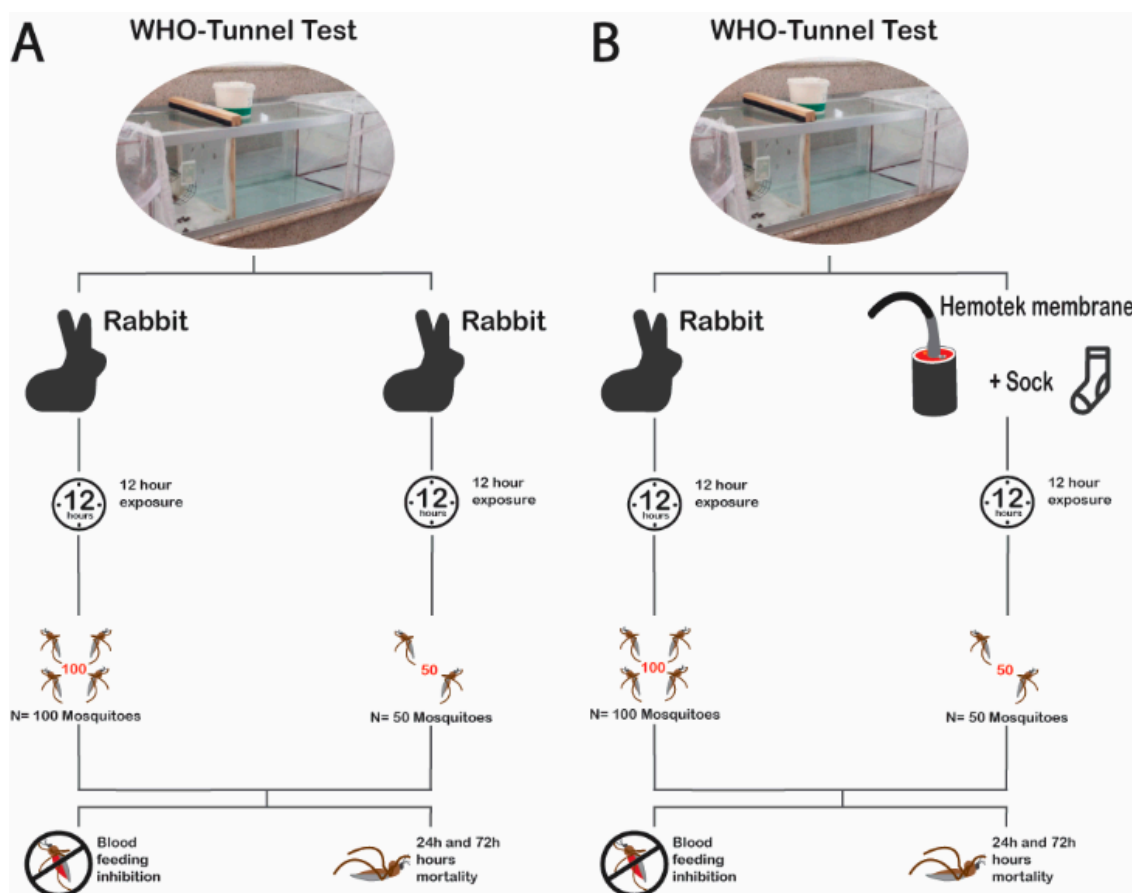 A
WHO-Tunnel Test
Rabbit
Rabbit
12
hours
12 hour
exposure
12
hours
12 hour
exposure
100
N= 100 Mosquitoes
50
N= 50 Mosquitoes
Blood
feeding
inhibition
24h and 72h
hours
mortality
B
WHO-Tunnel Test
Rabbit
Hemotek membrane
+ Sock
12
hours
12 hour
exposure
12
hours
12 hour
exposure
100
N= 100 Mosquitoes
50
N= 50 Mosquitoes
Blood
feeding
inhibition
24h and 72h
hours
mortality